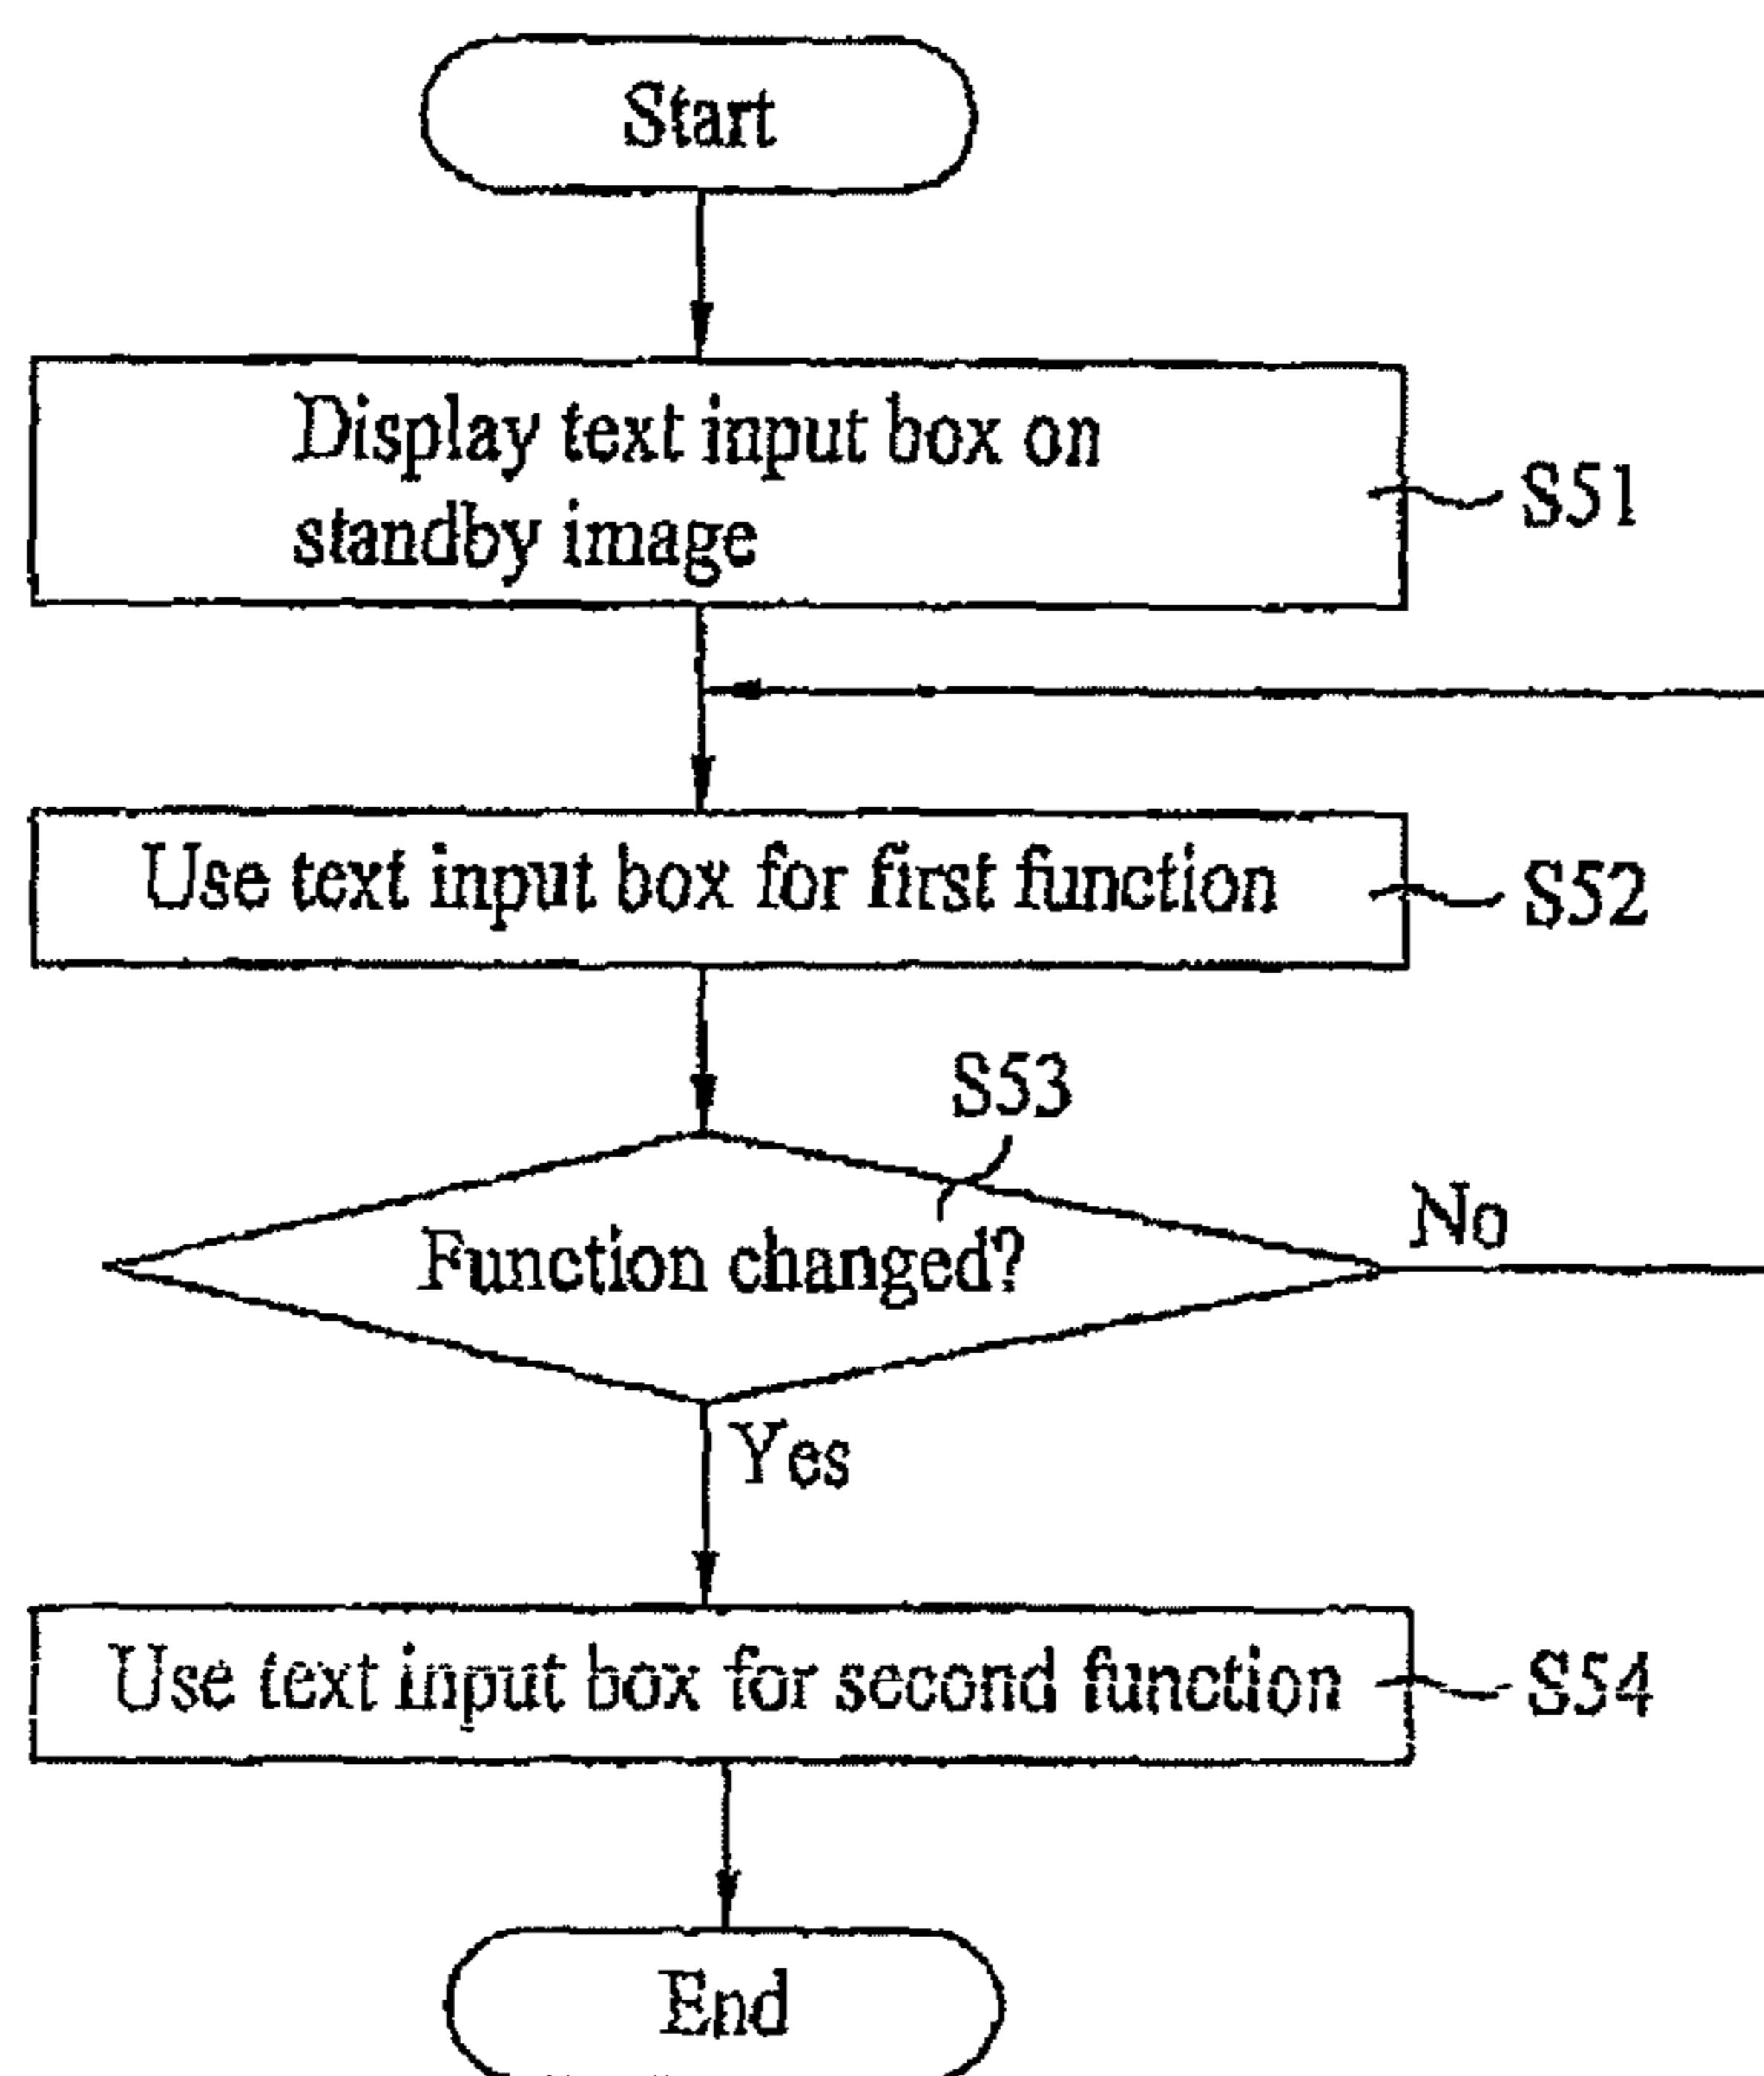 Start
Display text input box on
standby image
S51
Use text input box for first function
S52
S53
Function changed?
No
Yes
Use text input box for second function
S54
End